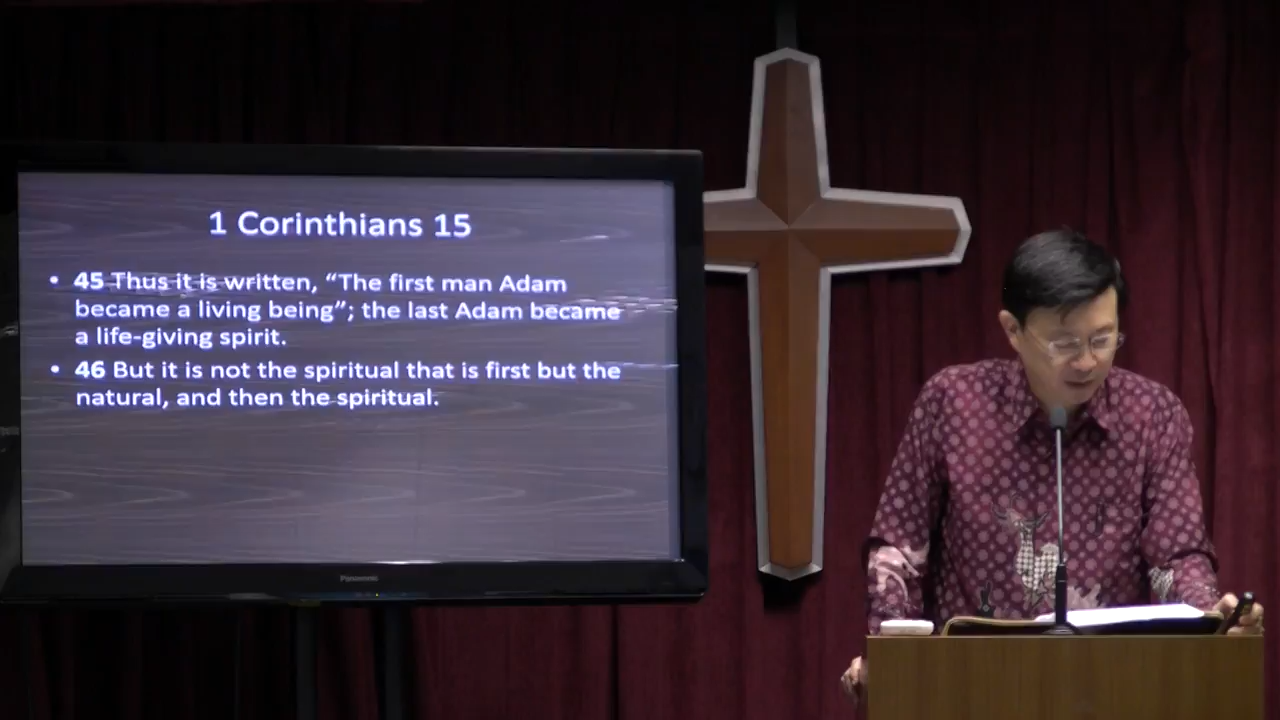 1 Corinthians 15
• 45 Thus it is written, “The first man Adam
became a living being”; the last Adam became
a life-giving spirit.
• 46 But it is not the spiritual that is first but the
natural, and then the spiritual.
Panasonic